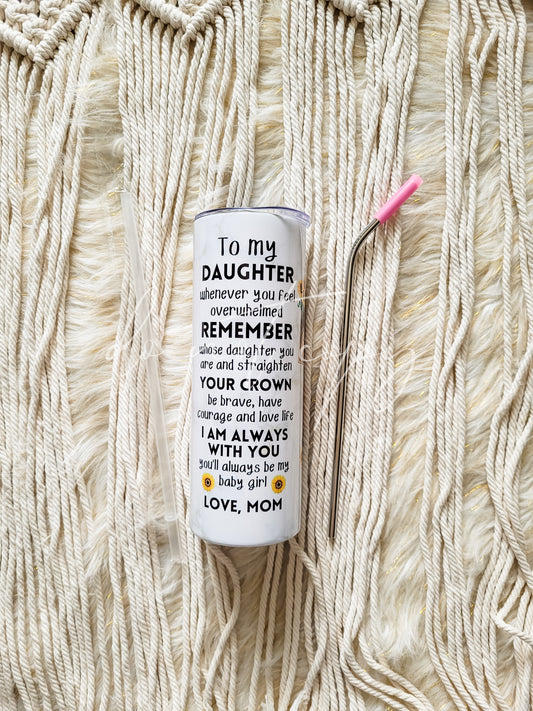 To my
DAUGHTER
whenever you feel
overwhelmed
REMEMBER
whose daughter you
are and straighten
YOUR CROWN
be brave, have
courage and love life
I AM ALWAYS
WITH YOU
you'll always be my
baby girl
LOVE, MOM